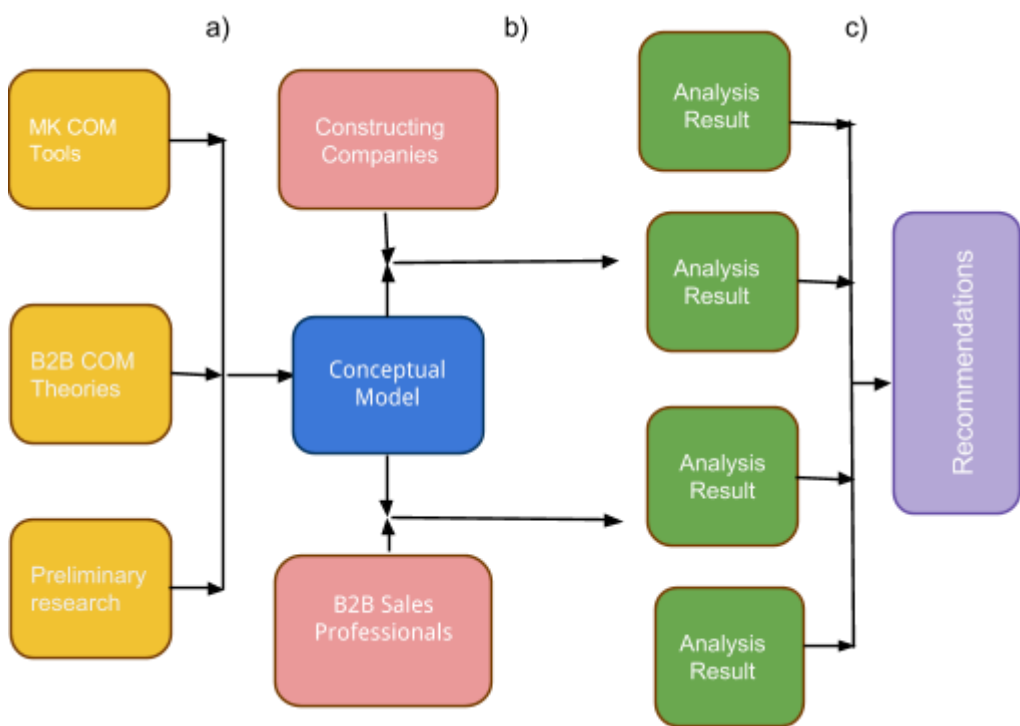 a)
b)
c)
MK COM
Tools
B2B COM
Theories
Preliminary
research
Constructing
Companies
Conceptual
Model
B2B Sales
Professionals
Analysis
Result
Analysis
Result
Analysis
Result
Analysis
Result
Recommendations